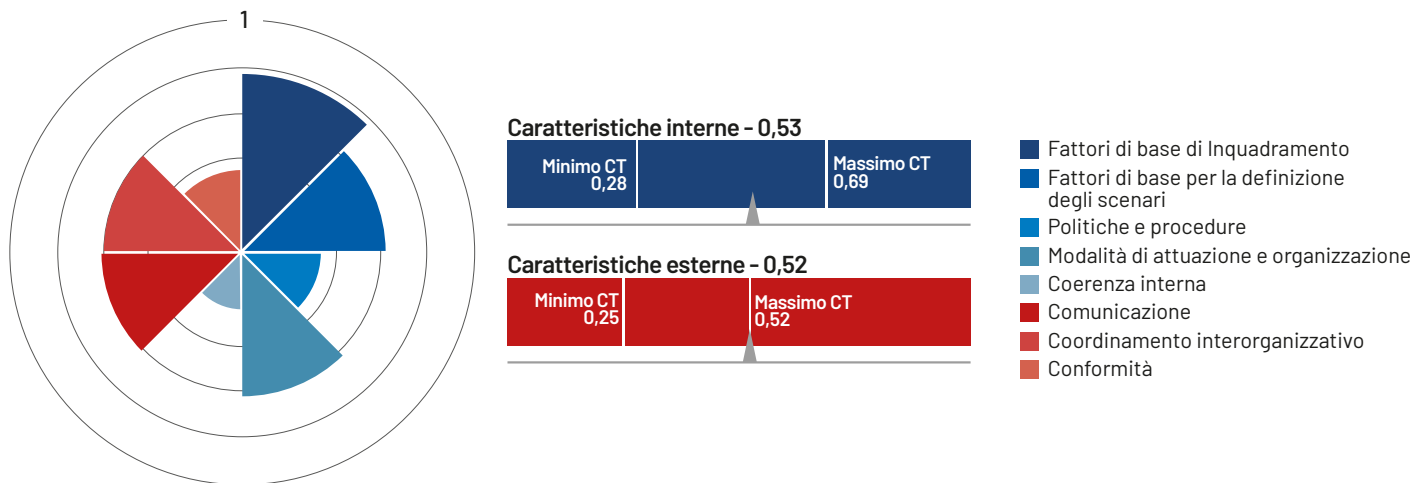 1
Caratteristiche interne - 0,53
Minimo CT
0,28
Massimo CT
0,69
Caratteristiche esterne - 0,52
Minimo CT
0,25
Massimo CT
0,52
Fattori di base di Inquadramento
Fattori di base per la definizione
degli scenari
Politiche e procedure
Modalità di attuazione e organizzazione
Coerenza interna
Comunicazione
Coordinamento interorganizzativo
Conformità